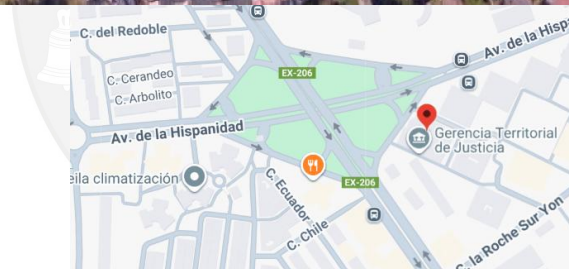 C. del Redoble
Av. de la Hisp
EX-206
C. Cerandeo
C. Arbolito
Av. de la Hispanidad
Gerencia Territorial
de Justicia
eila climatización
EX-206
C. Ecuador
C. Chile
C. la Roche Sur Yon